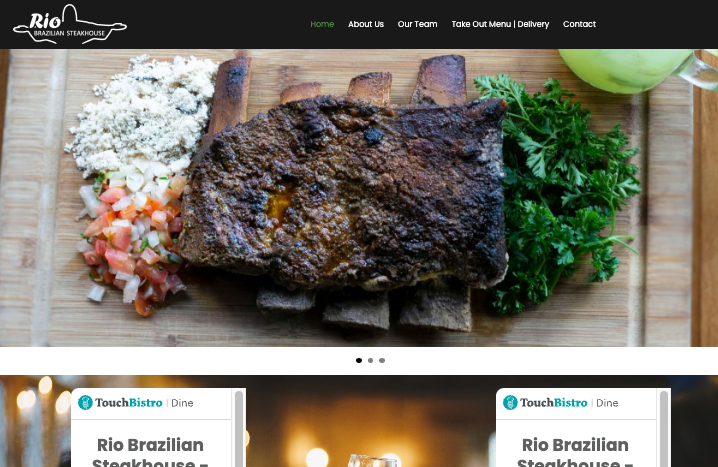 Rio
BRAZILIAN STEAKHOUSE
Home About Us Our Team Take Out Menu | Delivery Contact
TouchBistro | Dine
Rio Brazilian
Steakhouse -
TouchBistro | Dine
Rio Brazilian
Steakhouse -